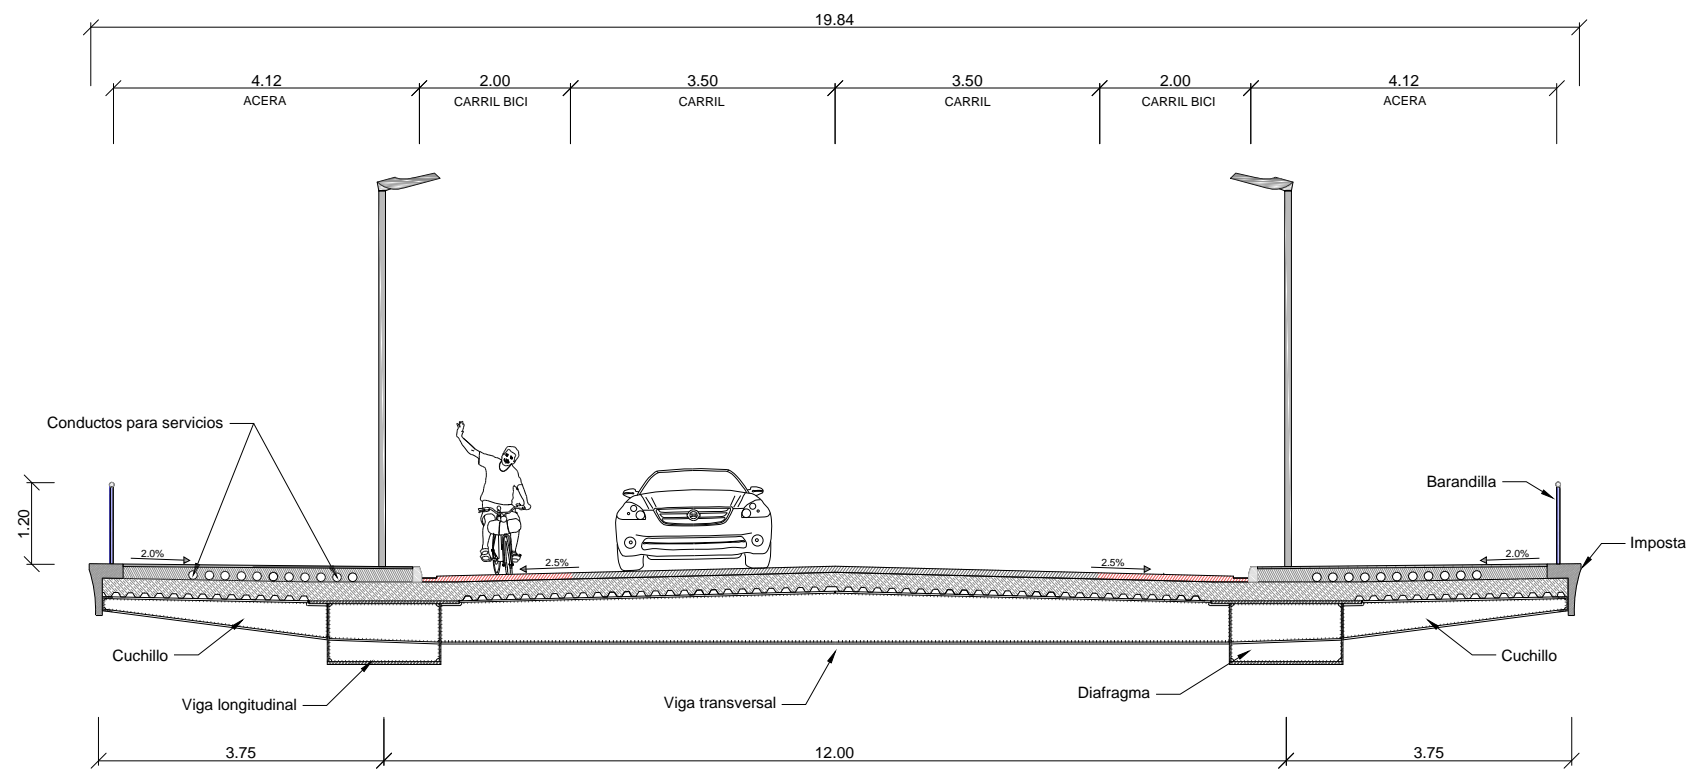 19.84
4.12
2.00
3.50
3.50
2.00
4.12
ACERA
CARRIL BICI
CARRIL
CARRIL
CARRIL BICI
ACERA
Conductos para servicios
Barandilla
1.20
Imposta
2.0%
2.5%
2.5%
2.0%
Cuchillo
Cuchillo
Viga longitudinal
Viga transversal
Diafragma
3.75
12.00
3.75